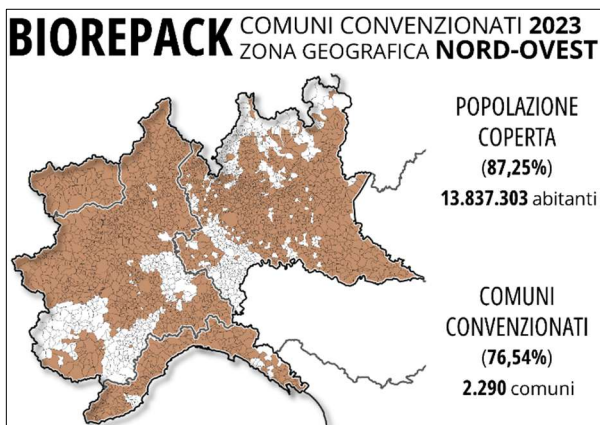 BIOREPACK COMUNI CONVENZIONATI 2023
ZONA GEOGRAFICA NORD-OVEST
POPOLAZIONE
COPERTA
(87,25%)
13.837.303 abitanti
COMUNI
CONVENZIONATI
(76,54%)
2.290 comuni